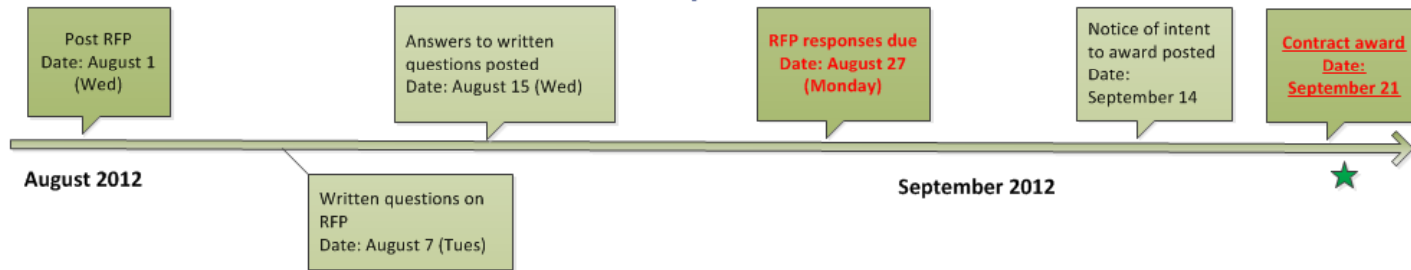 Post RFP
Date: August 1
(Wed)
Answers to written
questions posted
Date: August 15 (Wed)
RFP responses due
Date: August 27
(Monday)
Notice of intent
to award posted
Date:
September 14
Contract award
Date:
September 21
August 2012
September 2012
Written questions on
RFP
Date: August 7 (Tues)